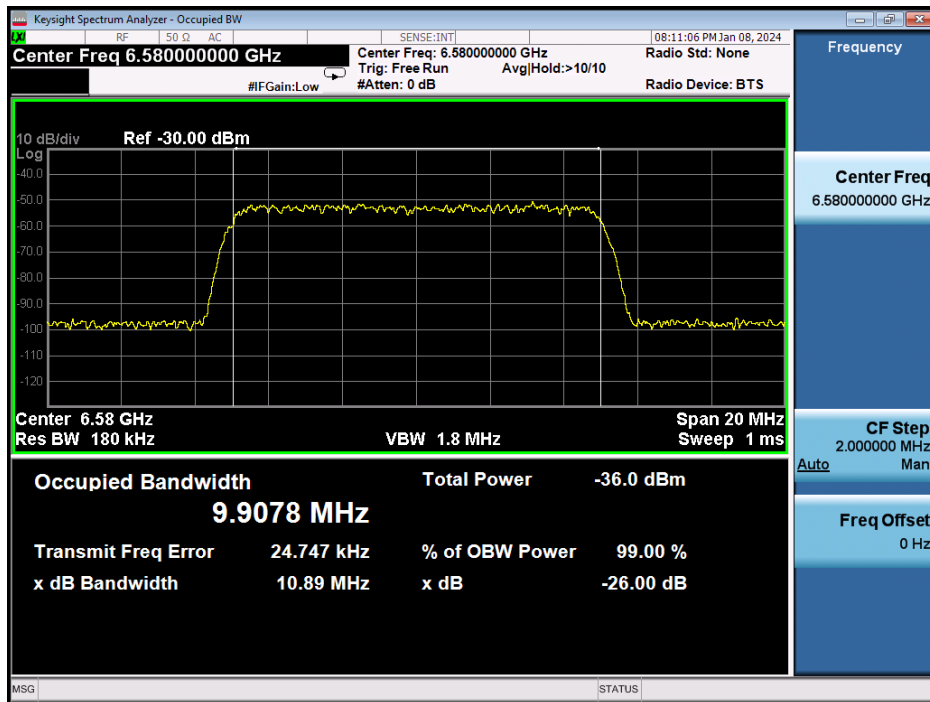 Keysight Spectrum Analyzer - Occupied BW
LXI RF 50 Ω AC SENSE:INT 08:11:06 PM Jan 08, 2024
Center Freq 6.580000000 GHz
Center Freq: 6.580000000 GHz
Radio Std: None
Trig: Free Run Avg|Hold:>10/10
#IFGain:Low
#Atten: 0 dB
Radio Device: BTS
10 dB/div Ref -30.00 dBm
Log
-40.0
-50.0
-60.0
-70.0
-80.0
-90.0
-100
-110
-120
Center 6.58 GHz Span 20 MHz
Res BW 180 kHz VBW 1.8 MHz Sweep 1 ms
Occupied Bandwidth Total Power -36.0 dBm
9.9078 MHz
Transmit Freq Error 24.747 kHz % of OBW Power 99.00 %
x dB Bandwidth 10.89 MHz x dB -26.00 dB
Frequency
Center Freq
6.580000000 GHz
CF Step
2.000000 MHz
Auto Man
Freq Offset
0 Hz
MSG STATUS